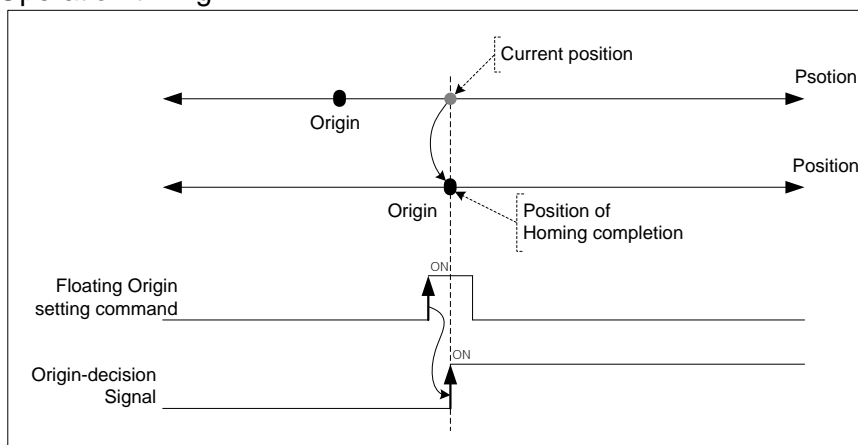 Current position
Psotion
Origin
Position
Origin
Position of
Homing completion
ON
Floating Origin
setting command
ON
Origin-decision
Signal